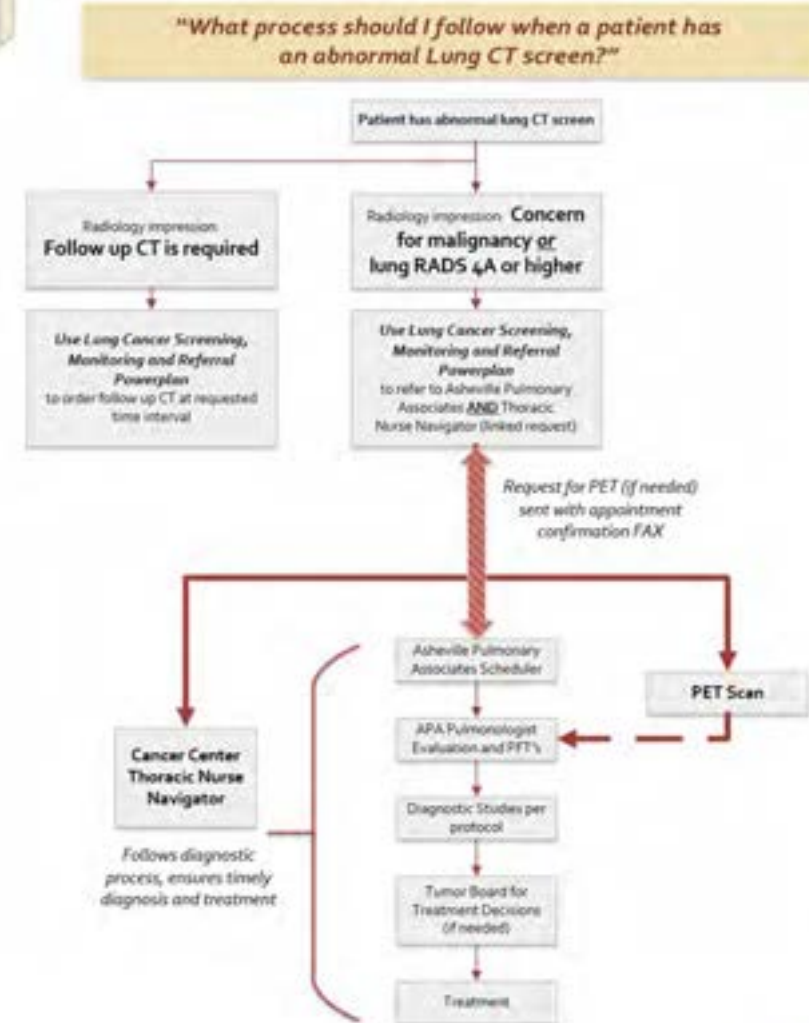 "What process should I follow when a patient has
an abnormal Lung CT screen?"
Patient has abnormal lung CT screen
Radiology impression
Follow up CT is required
Radiology impression Concern
for malignancy or
lung RADS 4A or higher
Use Lung Cancer Screening,
Monitoring and Referral
Powerplan
to order follow up CT at requested
time interval
Use Lung Cancer Screening,
Monitoring and Referral
Powerplan
to refer to Asheville Pulmonary
Associates AND Thoracic
Nurse Navigator (linked request)
Request for PET (if needed)
sent with appointment
confirmation FAX
Asheville Pulmonary
Associates Scheduler
PET Scan
APA Pulmonologist
Evaluation and PFT's
Cancer Center
Thoracic Nurse
Navigator
Diagnostic Studies per
protocol
Follows diagnostic
process, ensures timely
diagnosis and treatment
Tumor Board for
Treatment Decisions
(if needed)
Treatment